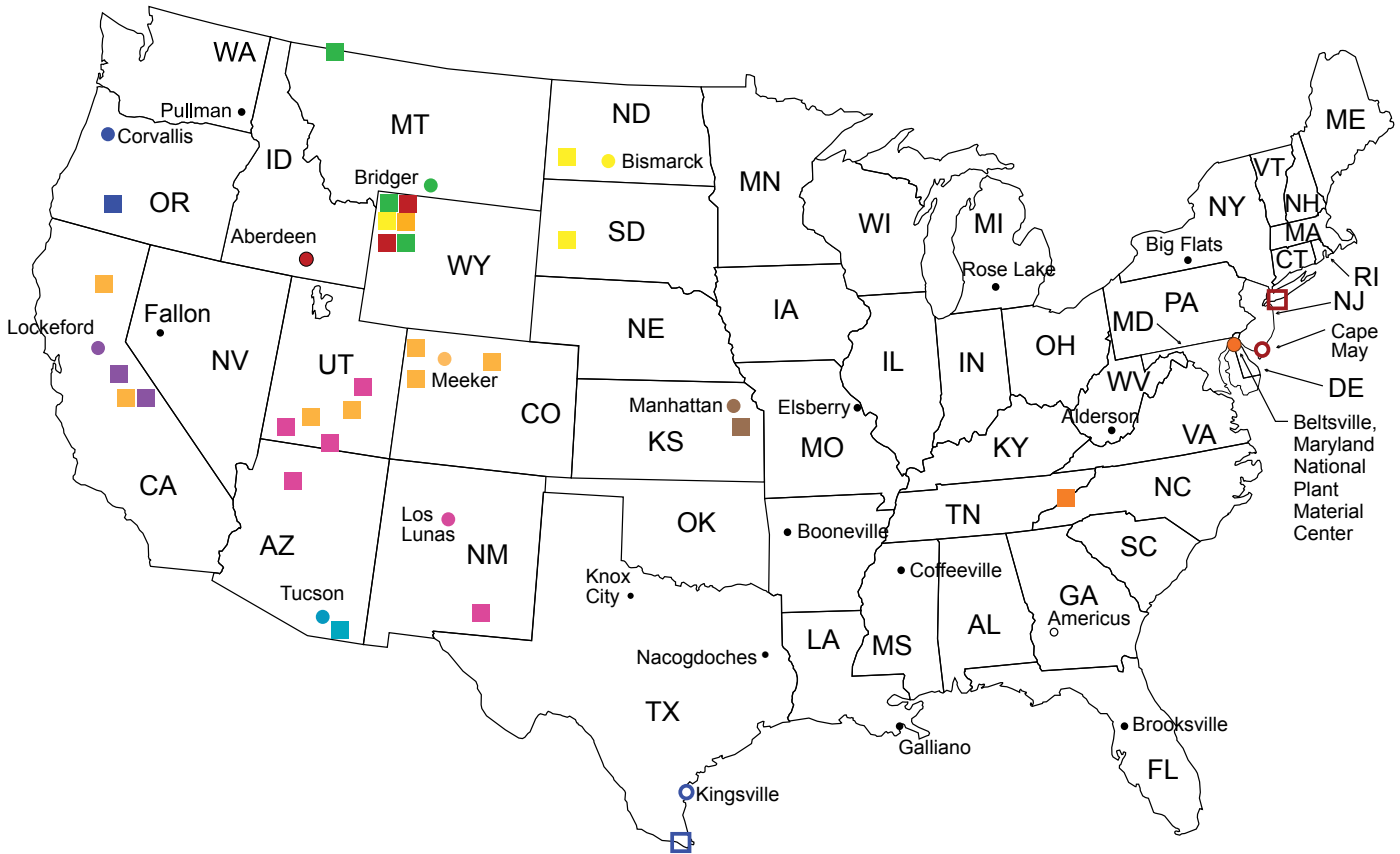 WA
Pullman
Corvallis
OR
ID
Aberdeen
MT
Bridger
WY
ND
Bismarck
SD
NE
MN
WI
MI
Rose Lake
IA
IL
IN
OH
NY
Big Flats
PA
VT
NH
MA
CT
ME
RI
NJ
Cape
May
DE
MD
Beltsville,
Maryland
National
Plant
Material
Center
Lockeford
Fallon
NV
UT
CA
Meeker
CO
Manhattan
KS
Elsberry
MO
KY
WV
Alderson
VA
NC
TN
SC
AZ
Tucson
Los
Lunas
NM
OK
Booneville
Knox
City
Nacogdoches
TX
Kingsville
LA
Galliano
MS
Coffeeville
AL
GA
Americus
Brooksville
FL